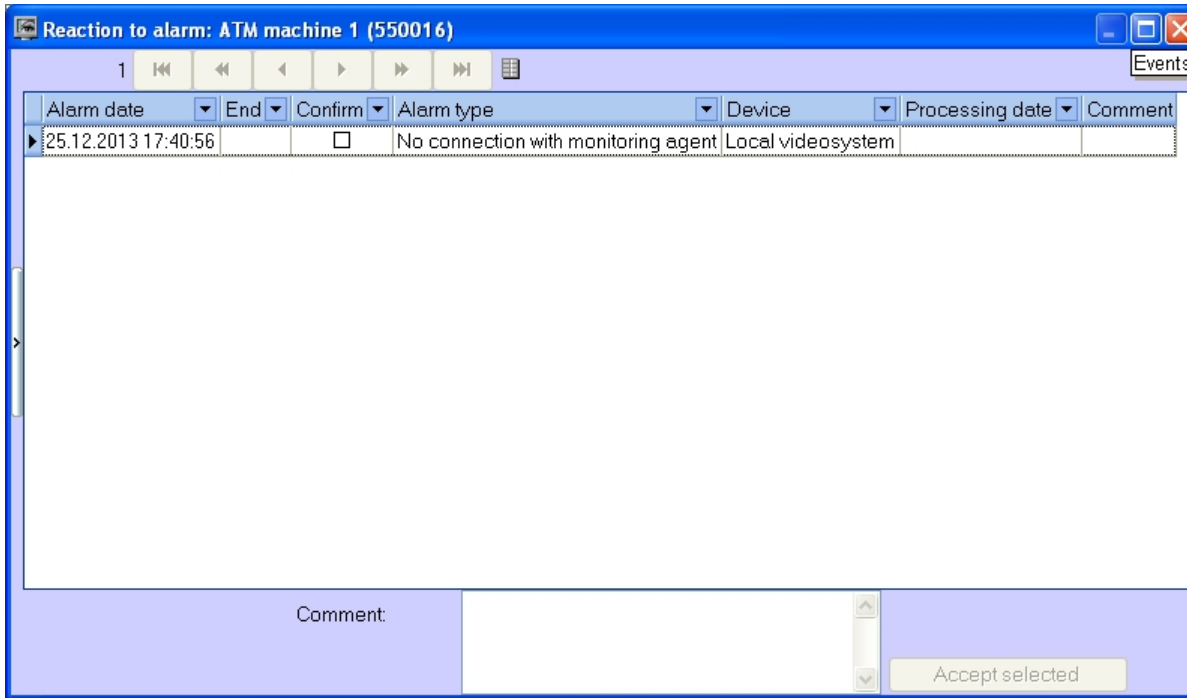 Reaction to alarm: ATM machine 1 (550016)
1
Events
Alarm date End Confirm Alarm type Device Processing date Comment
25.12.2013 17:40:56 No connection with monitoring agent Local videosystem
Comment:
Accept selected